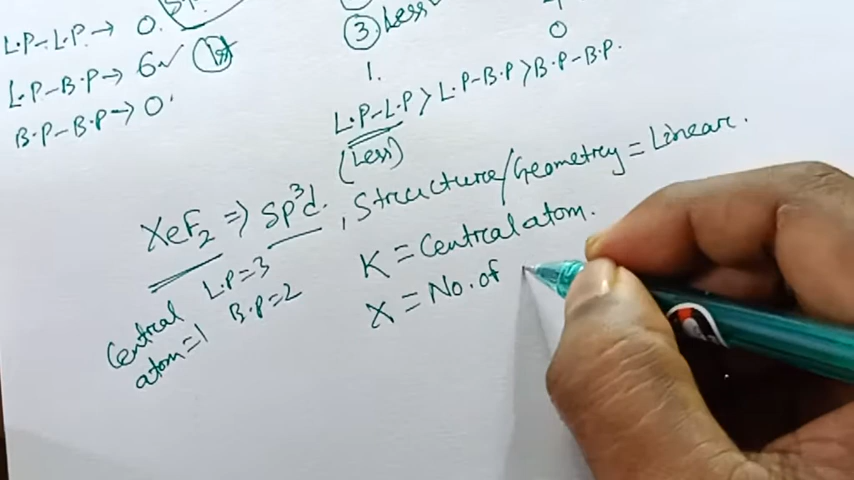 L.P-L.P → 0.
L.P-B.P → 6 ✓ 1st
B.P-B.P → 0.
③ Less
1.
0
L.P-L.P > L.P-B.P > B.P-B.P.
(Less)
XeF₂ ⇒ SP³d. , Structure/Geometry = Linear.
Central L.P=3
atom=1 B.P=2
K = Central atom.
X = No. of